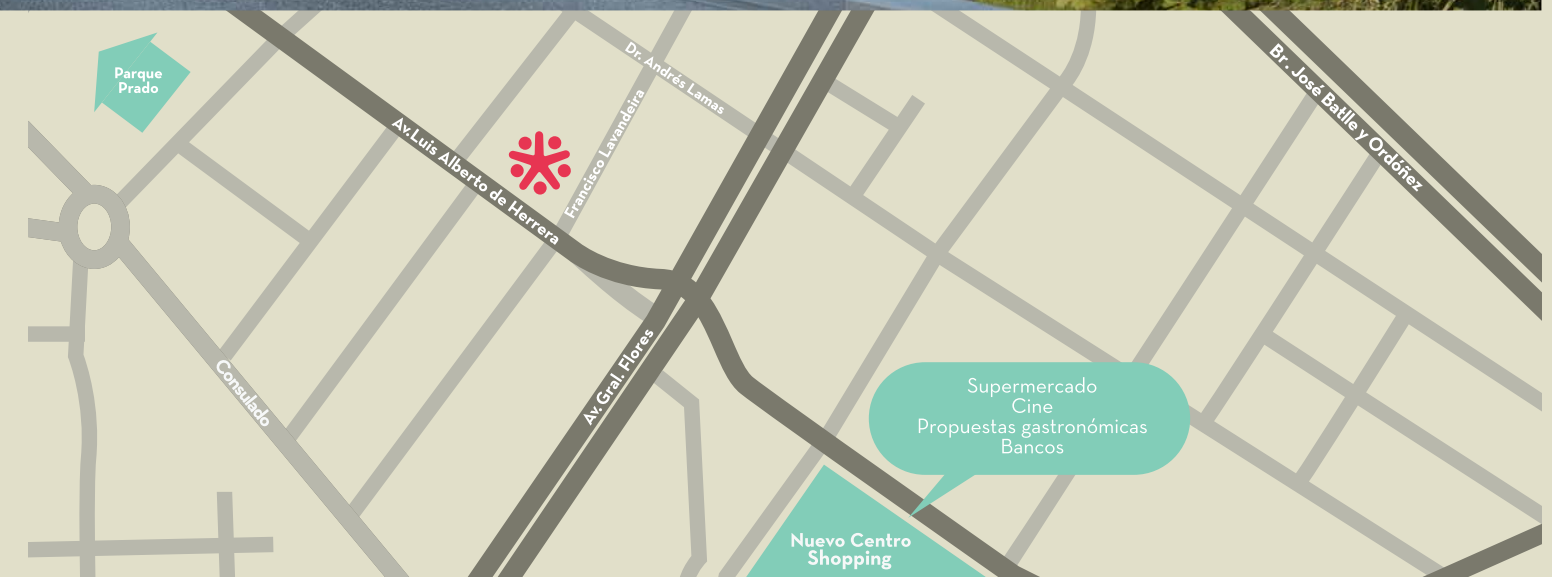 Parque
Prado
Dr. Andrés Lamas
Br. José Batlle y Ordóñez
Av.Luis Alberto de Herrera
Francisco Lavandeira
Consulado
Av. Gral. Flores
Supermercado
Cine
Propuestas gastronómicas
Bancos
Nuevo Centro
Shopping